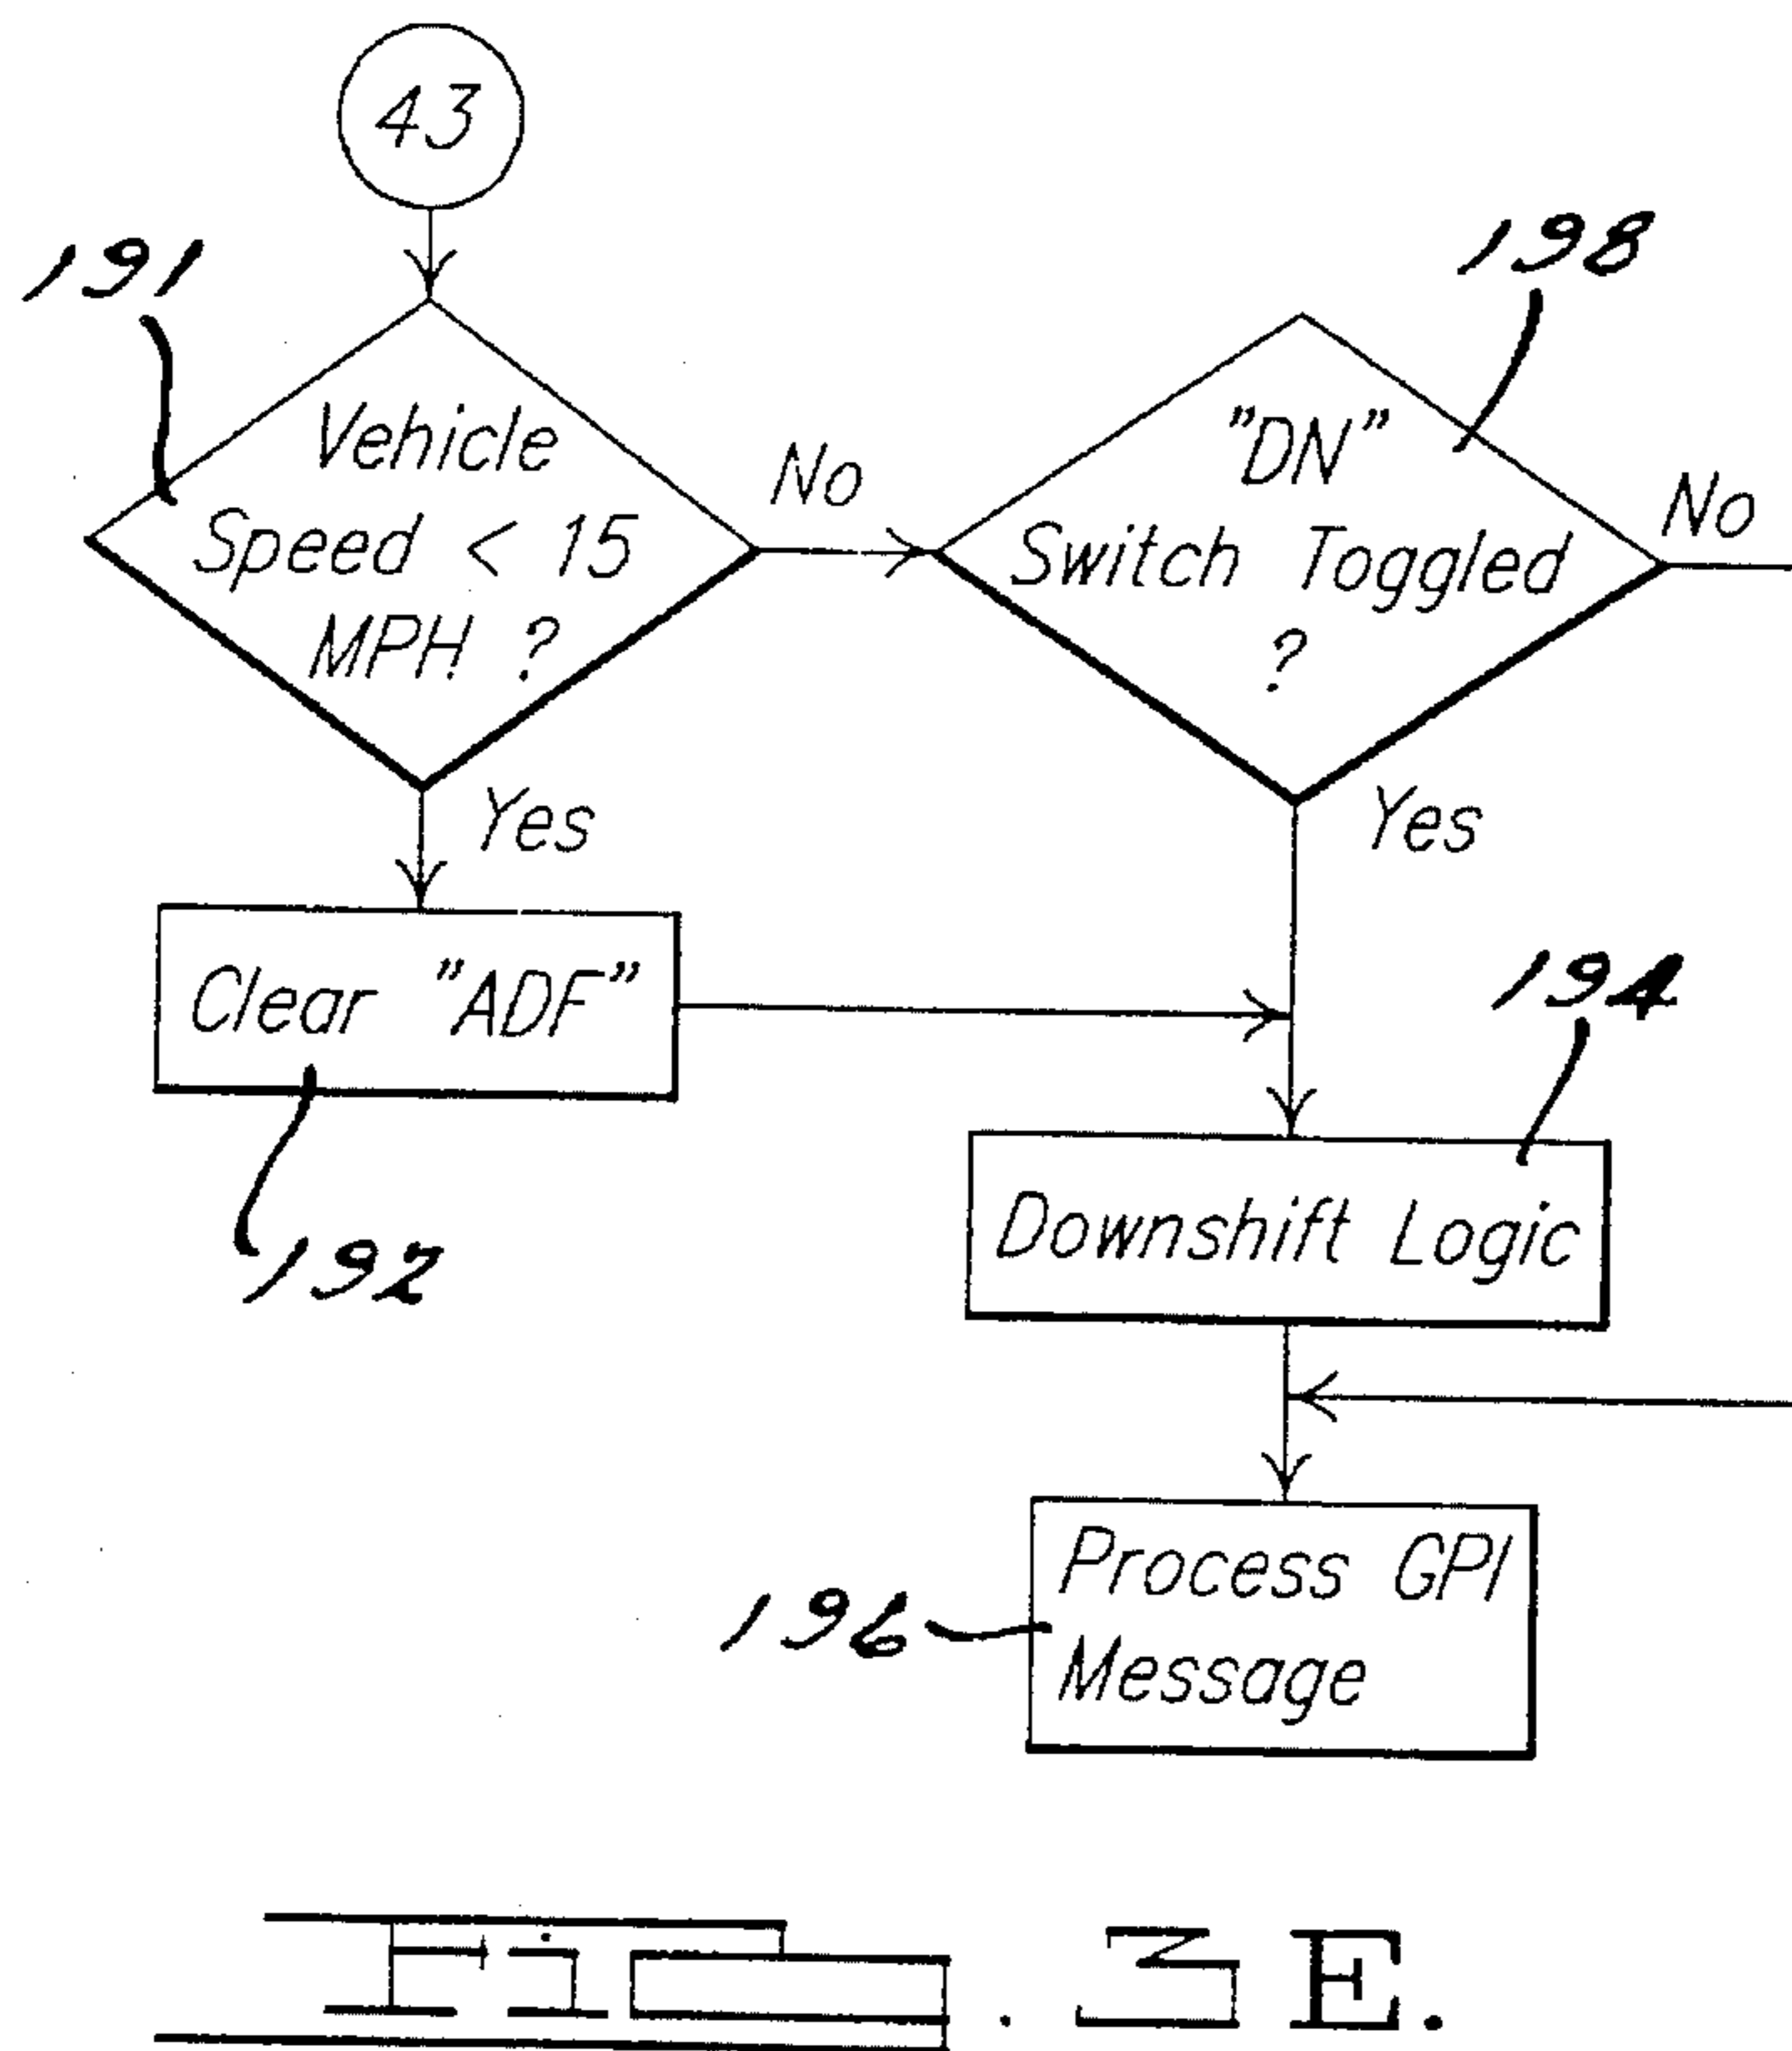 43
191
198
Vehicle
Speed < 15
MPH ?
No
"DN"
Switch Toggled
?
No
Yes
Yes
Clear "ADF"
194
192
Downshift Logic
196
Process GPI
Message
FIG. 3E.